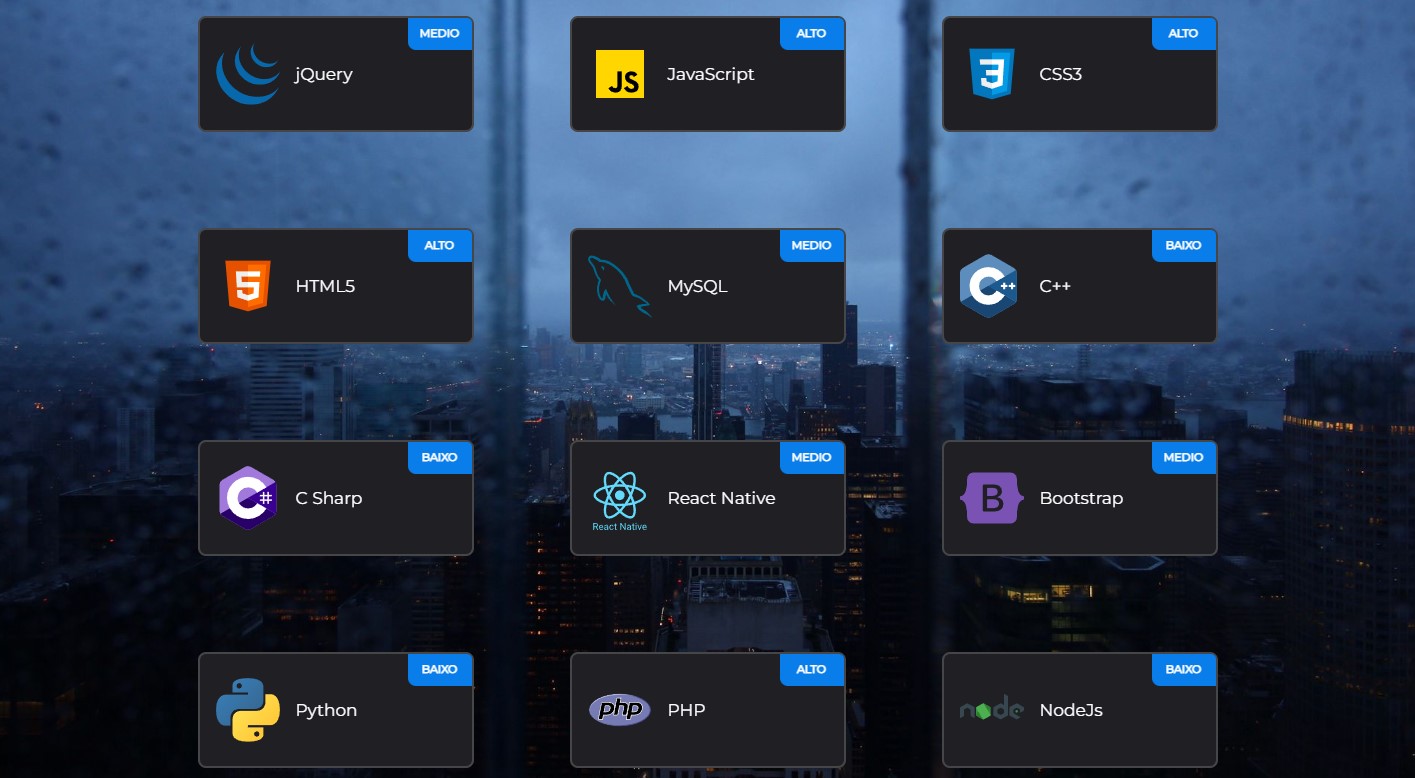 MEDIO
jQuery
ALTO
JS
JavaScript
ALTO
3
CSS3
ALTO
5
HTML5
MEDIO
MySQL
BAIXO
C++
C++
BAIXO
C#
C Sharp
MEDIO
React Native
React Native
MEDIO
B
Bootstrap
BAIXO
Python
ALTO
php
PHP
BAIXO
node
NodeJs